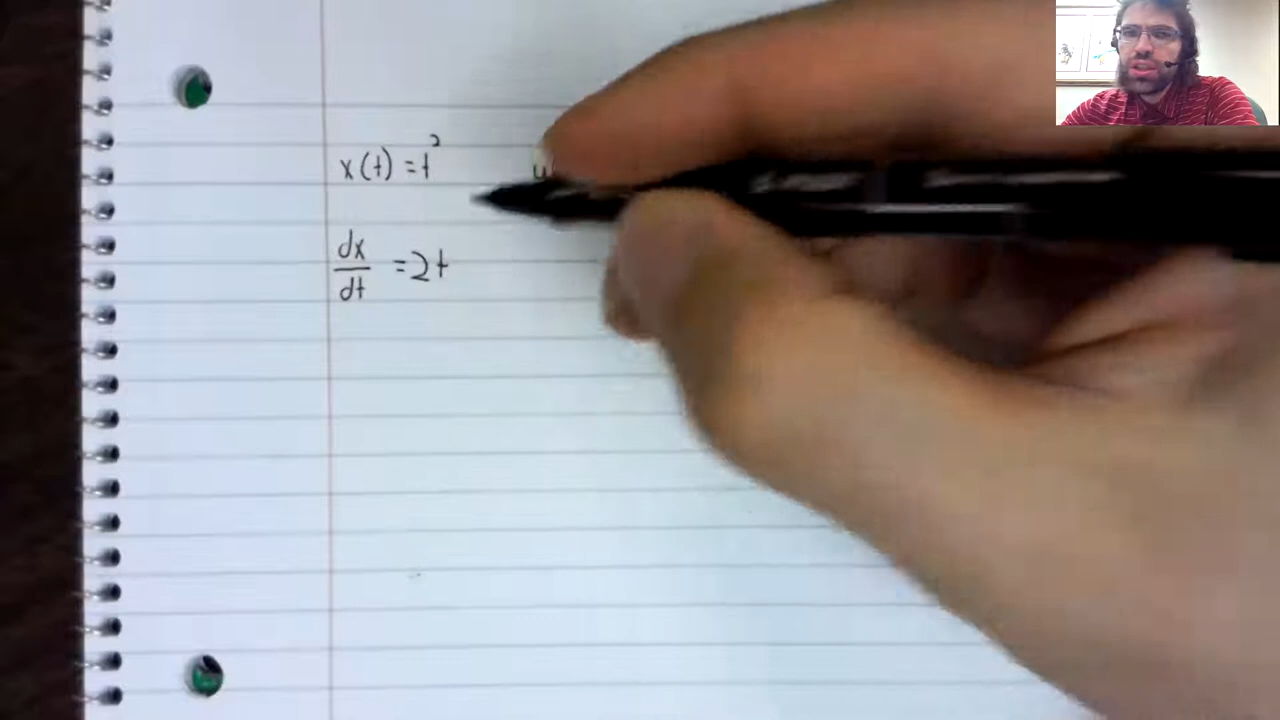 x(t) = t²
dx/dt = 2t